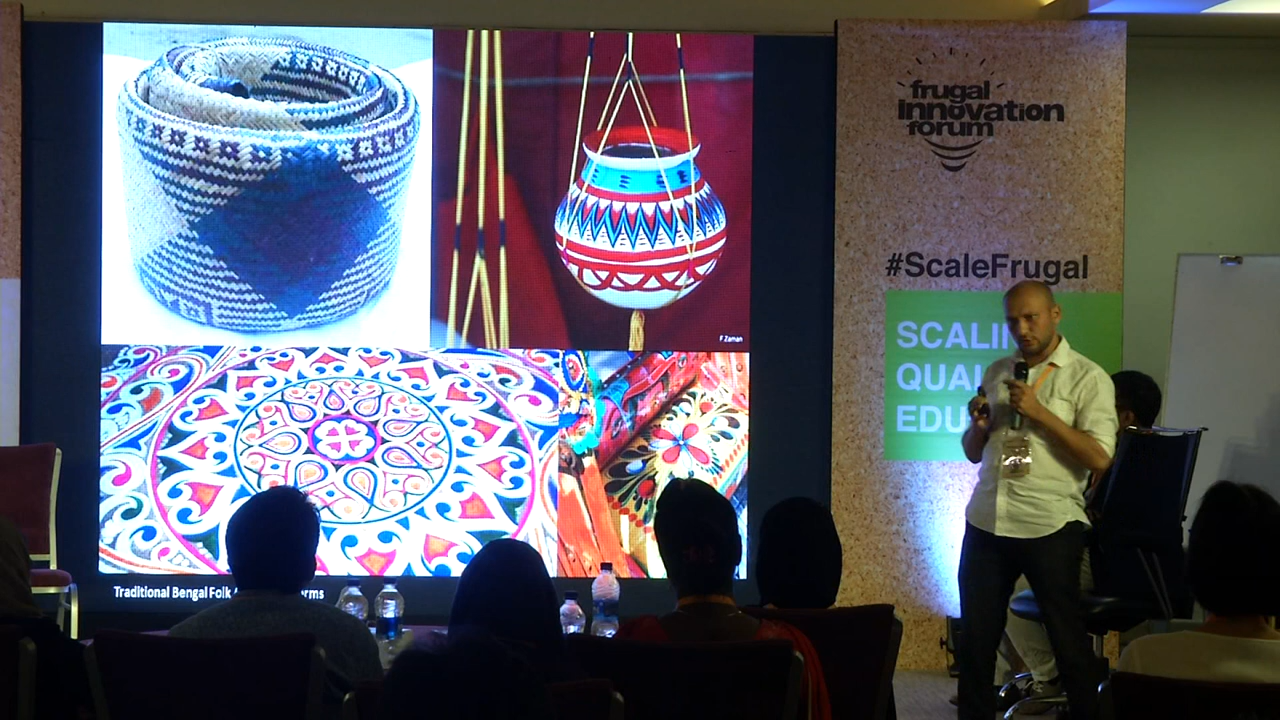 frugal
innovation
forum
#ScaleFrugal
SCALIN
QUAL
EDU
F.Zaman
Traditional Bengal Folk
rms